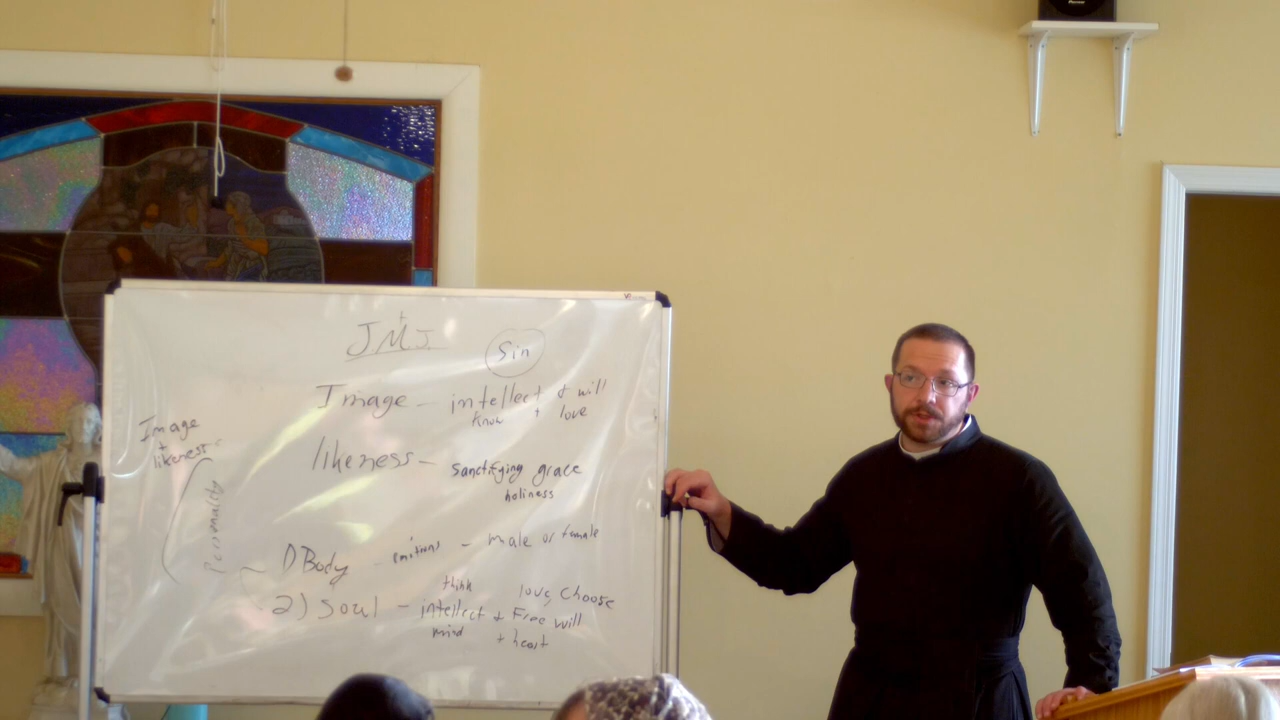 Pioneer
J.M.J.
Sin
Image - intellect & will
know + love
Image
+
likeness
likeness - Sanctifying grace
holiness
Personality
1) Body - emotions - male or female
think love, Choose
2) Soul - intellect & Free will
mind + heart